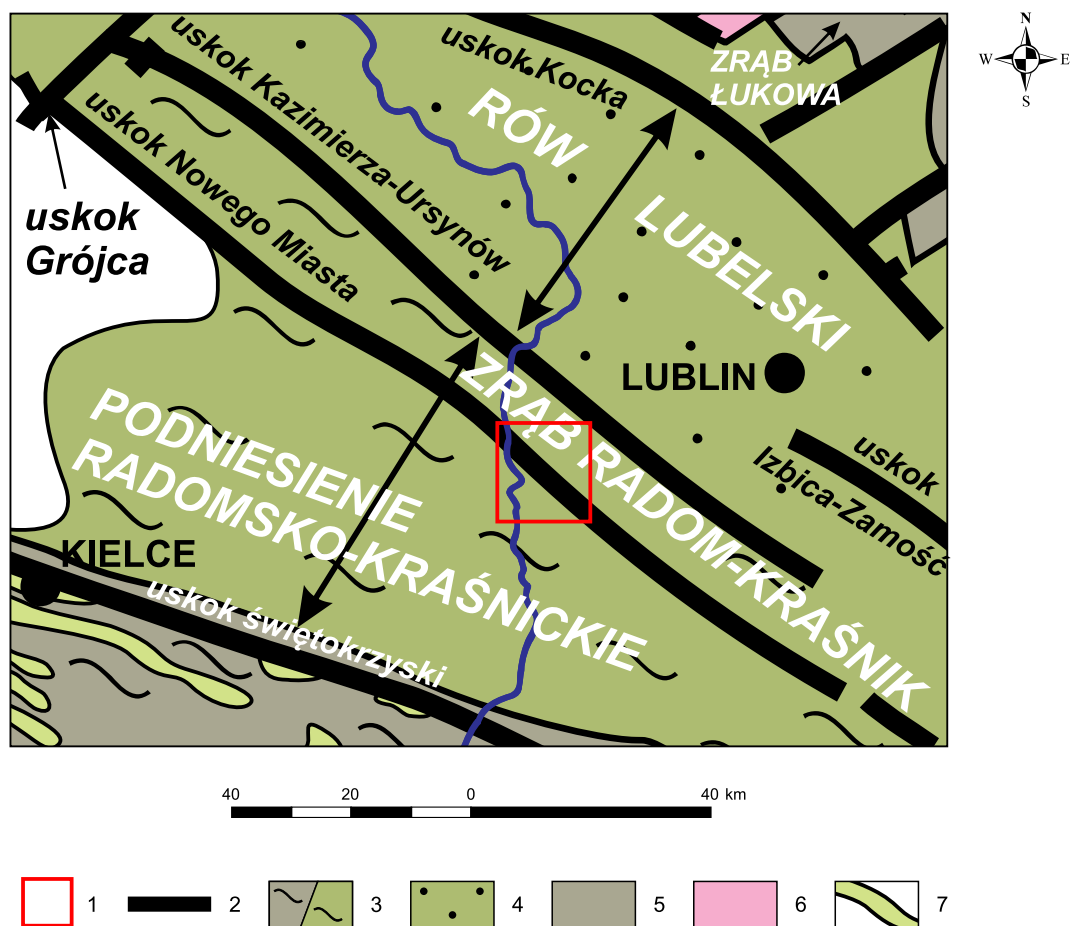 N
W E
S
uskok Kocka
ZRĄB
ŁUKOWA
uskok Kazimierza-Ursynów
RÓW
LUBELSKI
uskok Nowego Miasta
uskok
Grójca
LUBLIN
ZRĄB RADOM-KRAŚNIK
PODNIESIENIE
RADOMSKO-KRAŚNICKIE
uskok
Izbica-Zamość
KIELCE
uskok świętokrzyski
40 20 0 40 km
1 2 3 4 5 6 7